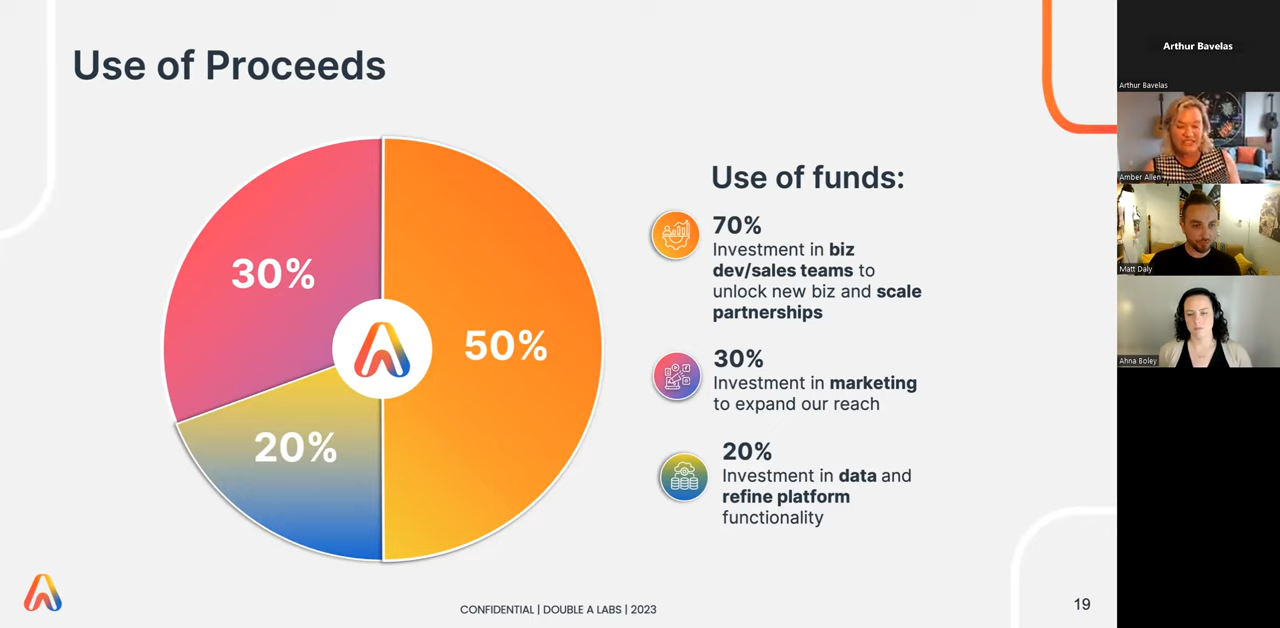 Use of Proceeds
30%
50%
20%
Use of funds:
70%
Investment in biz
dev/sales teams to
unlock new biz and scale
partnerships
30%
Investment in marketing
to expand our reach
20%
Investment in data and
refine platform
functionality
CONFIDENTIAL | DOUBLE A LABS | 2023
19
Arthur Bavelas
Arthur Bavelas
Amber Allen
Matt Daly
Ahna Boley